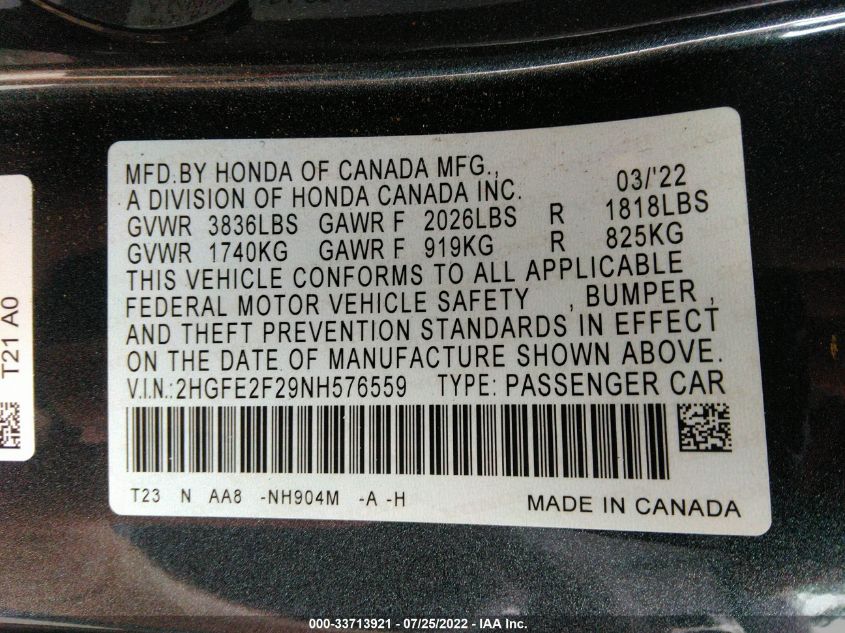 MFD.BY HONDA OF CANADA MFG.,
A DIVISION OF HONDA CANADA INC. 03/'22
GVWR 3836LBS GAWR F 2026LBS R 1818LBS
GVWR 1740KG GAWR F 919KG R 825KG
THIS VEHICLE CONFORMS TO ALL APPLICABLE
FEDERAL MOTOR VEHICLE SAFETY , BUMPER ,
AND THEFT PREVENTION STANDARDS IN EFFECT
ON THE DATE OF MANUFACTURE SHOWN ABOVE.
V.I.N.:2HGFE2F29NH576559 TYPE: PASSENGER CAR
T23 N AA8 -NH904M -A -H MADE IN CANADA
T21 A0
000-33713921 - 07/25/2022 - IAA Inc.